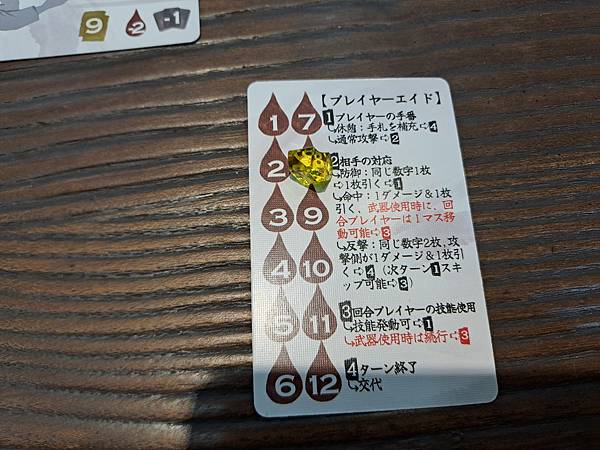 9
-2
-1
【プレイヤーエイド】
1プレイヤーの手番
↳休憩：手札を補充➪4
↳通常攻撃➪2
2相手の対応
↳防御：同じ数字1枚
➪1枚引く➪1
↳命中：1ダメージ&1枚
引く、武器使用時に、回
合プレイヤーは1マス移
動可能➪3
↳反撃：同じ数字2枚,攻
撃側が1ダメージ&1枚引
く➪4（次ターン1スキ
ップ可能➪3）
3回合プレイヤーの技能使用
↳技能発動可➪1
↳武器使用時は続行➪3
4ターン終了
↳交代
1
7
2
3
9
4
10
5
11
6
12